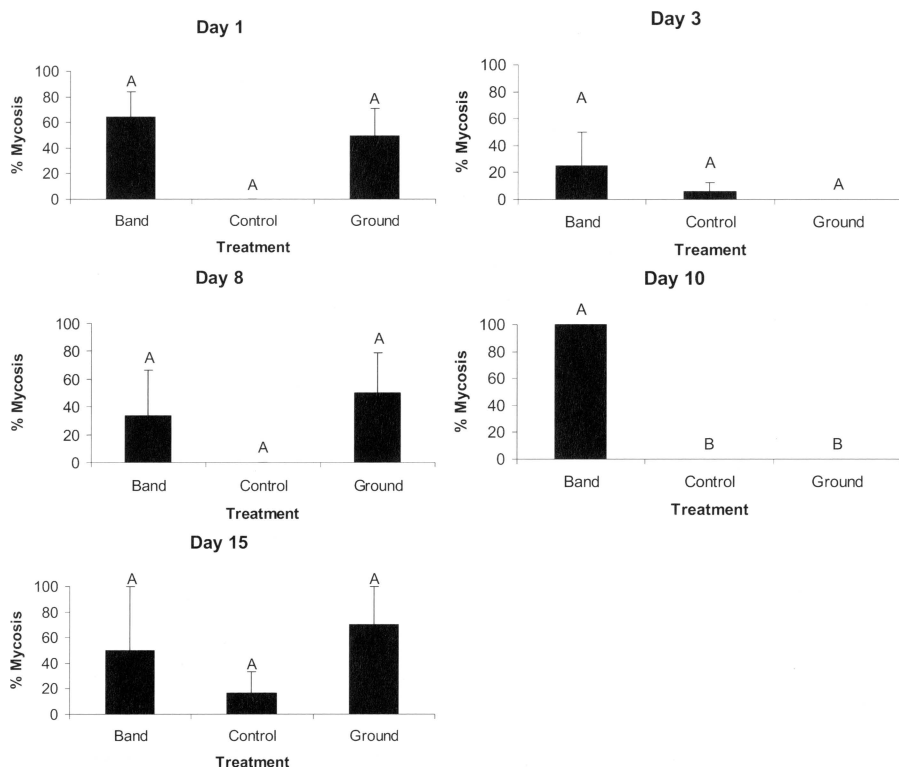 Day 1
% Mycosis
100
80
60
40
20
0
A
A
A
Band Control Ground
Treatment
Day 3
% Mycosis
100
80
60
40
20
0
A
A
A
Band Control Ground
Treament
Day 8
% Mycosis
100
80
60
40
20
0
A
A
A
Band Control Ground
Treatment
Day 10
% Mycosis
100
80
60
40
20
0
A
B B
Band Control Ground
Treatment
Day 15
% Mycosis
100
80
60
40
20
0
A A
A
Band Control Ground
Treatment